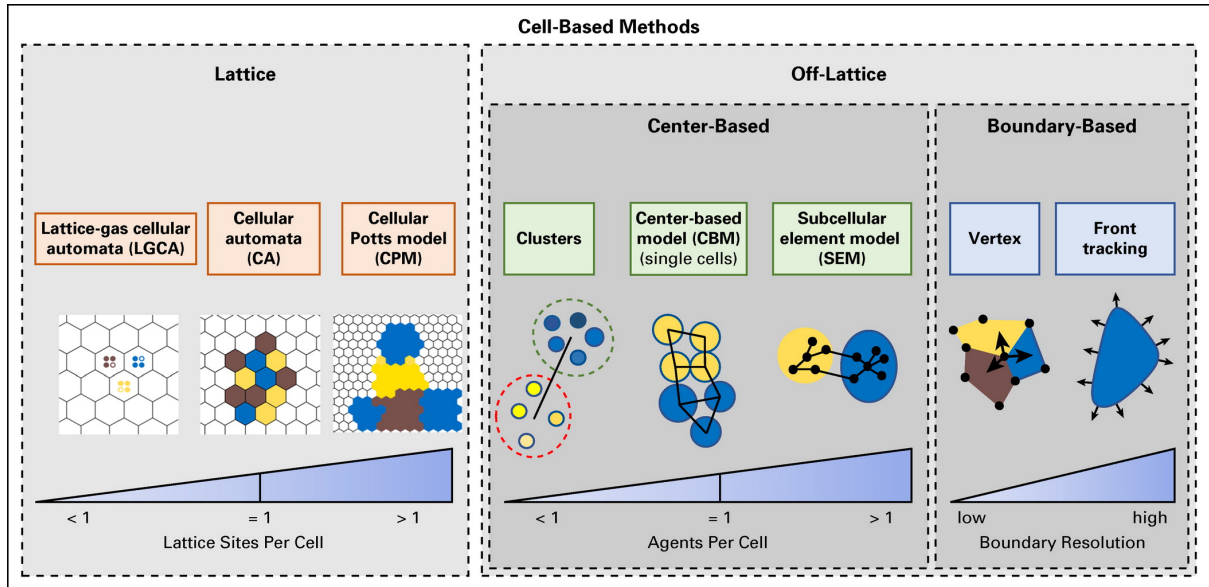 Cell-Based Methods
Lattice
Off-Lattice
Center-Based
Boundary-Based
Lattice-gas cellular
automata (LGCA)
Cellular
automata
(CA)
Cellular
Potts model
(CPM)
Clusters
Center-based
model (CBM)
(single cells)
Subcellular
element model
(SEM)
Vertex
Front
tracking
< 1
= 1
> 1
Lattice Sites Per Cell
< 1
= 1
> 1
Agents Per Cell
low
high
Boundary Resolution